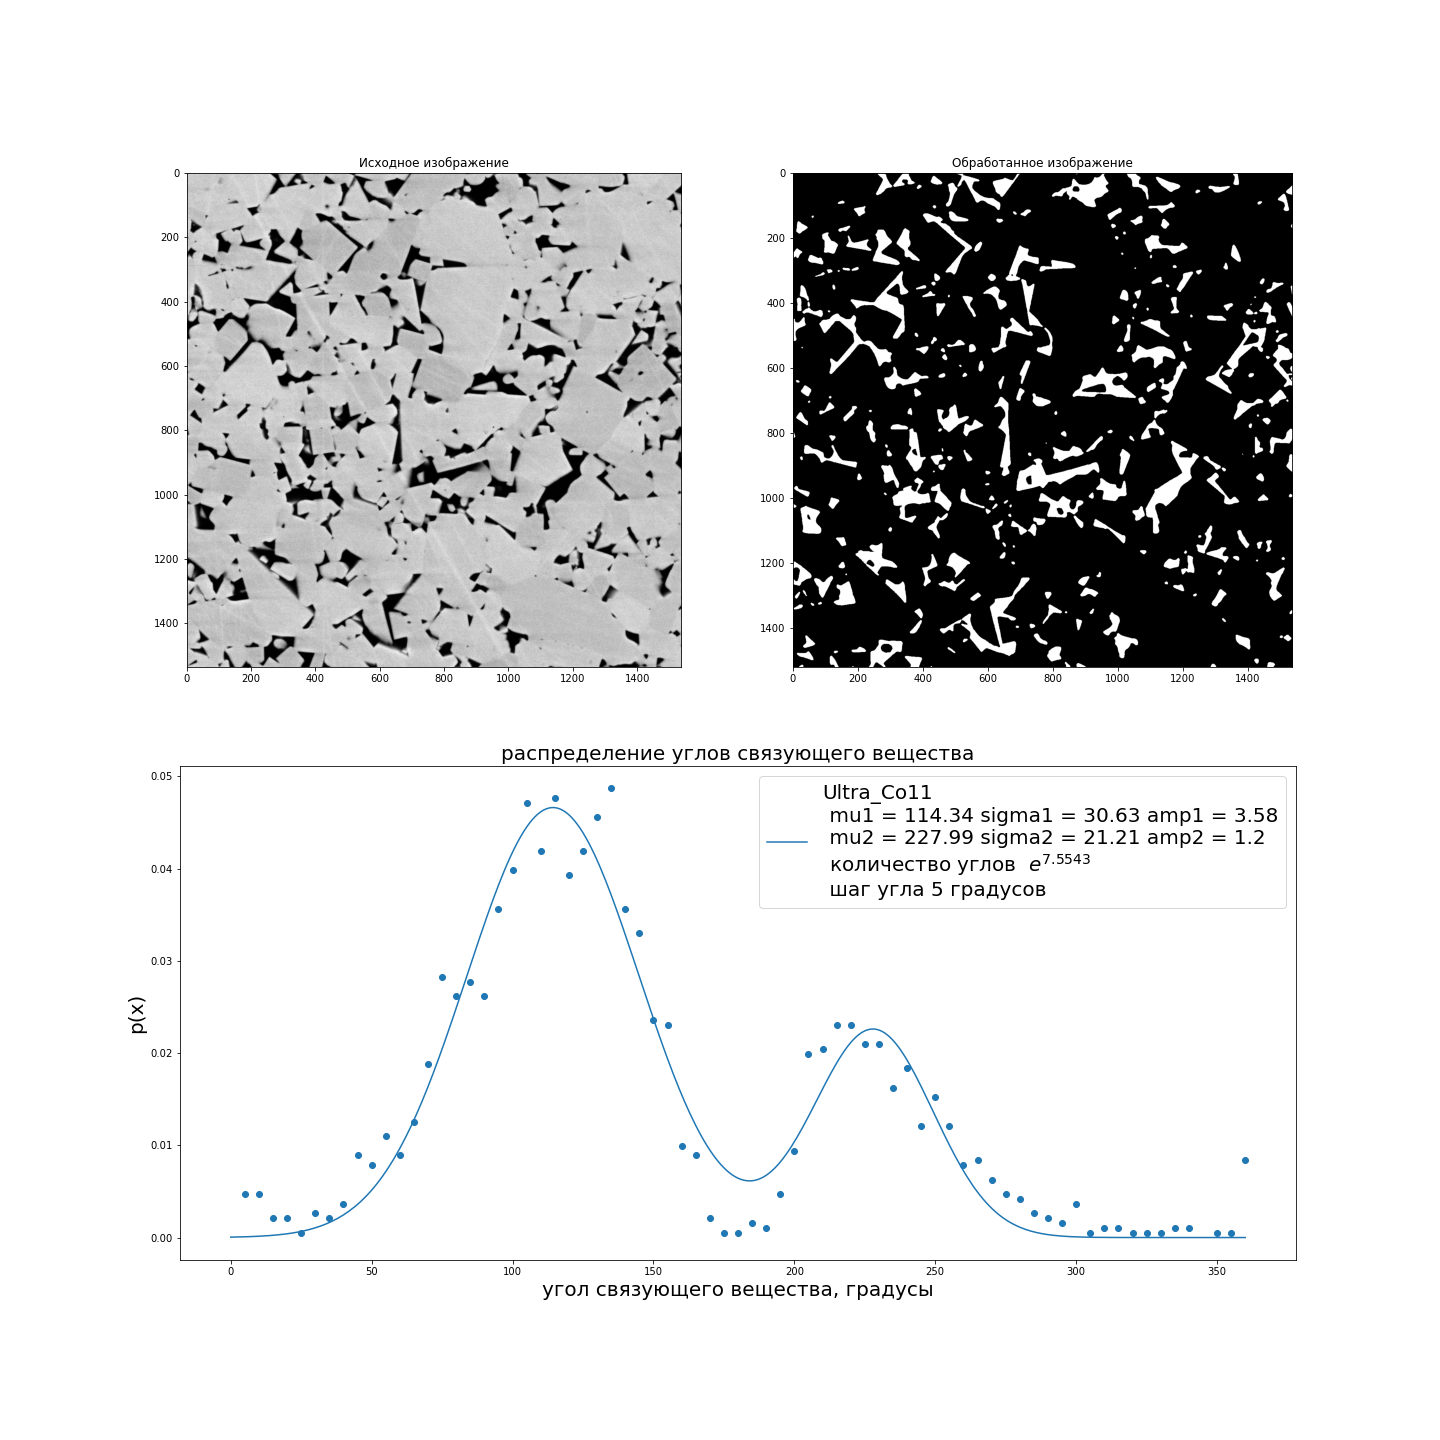 Исходное изображение
Обработанное изображение
0
200
400
600
800
1000
1200
1400
0 200 400 600 800 1000 1200 1400
0
200
400
600
800
1000
1200
1400
0 200 400 600 800 1000 1200 1400
распределение углов связующего вещества
Ultra_Co11
mu1 = 114.34 sigma1 = 30.63 amp1 = 3.58
mu2 = 227.99 sigma2 = 21.21 amp2 = 1.2
количество углов e^7.5543
шаг угла 5 градусов
p(x)
0.05
0.04
0.03
0.02
0.01
0.00
0 50 100 150 200 250 300 350
угол связующего вещества, градусы